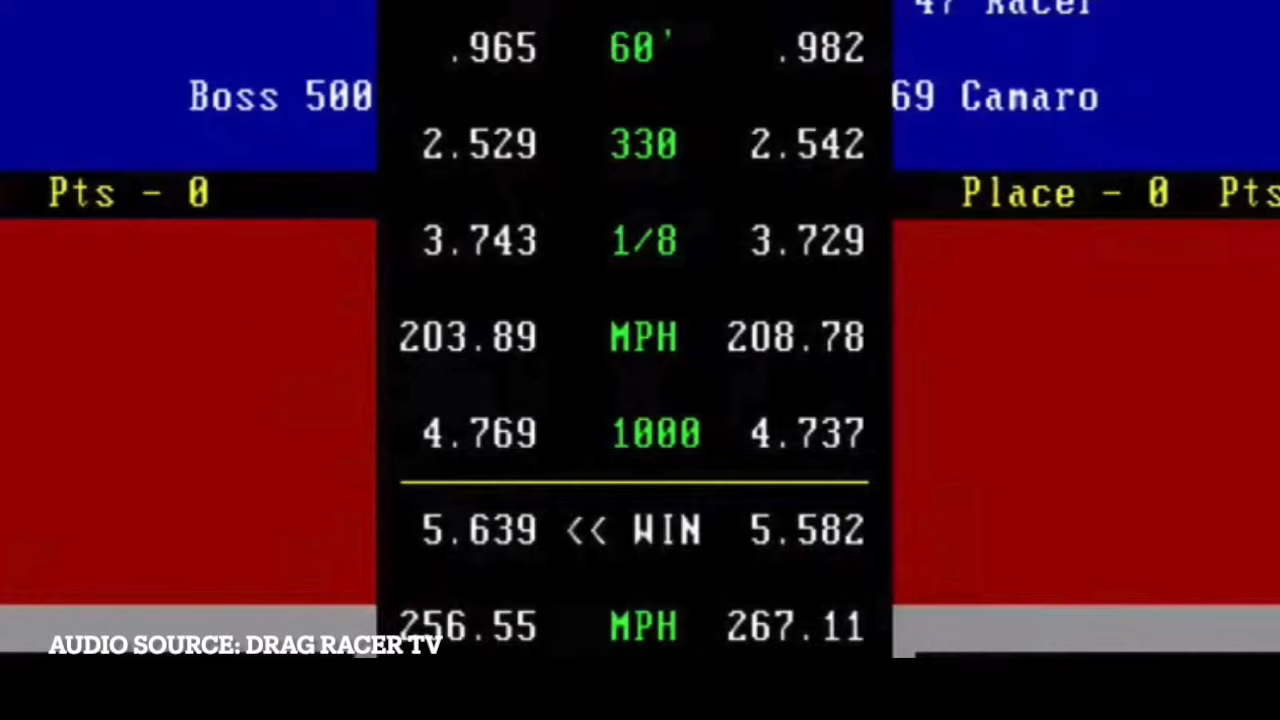 47 Racer
.965 60' .982
Boss 500 69 Camaro
2.529 330 2.542
Pts - 0 Place - 0 Pts
3.743 1/8 3.729
203.89 MPH 208.78
4.769 1000 4.737
5.639 << WIN 5.582
256.55 MPH 267.11
AUDIO SOURCE: DRAG RACER TV